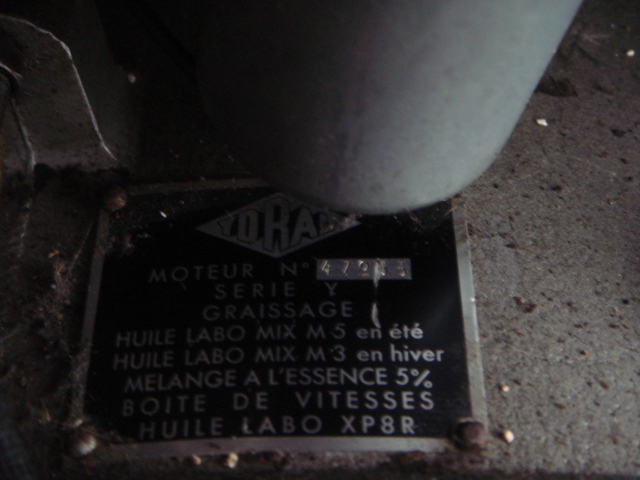 YDRAL
MOTEUR N°
SERIE Y
GRAISSAGE
HUILE LABO MIX M 5 en été
HUILE LABO MIX M 3 en hiver
MELANGE A L'ESSENCE 5%
BOITE DE VITESSES
HUILE LABO XP8R